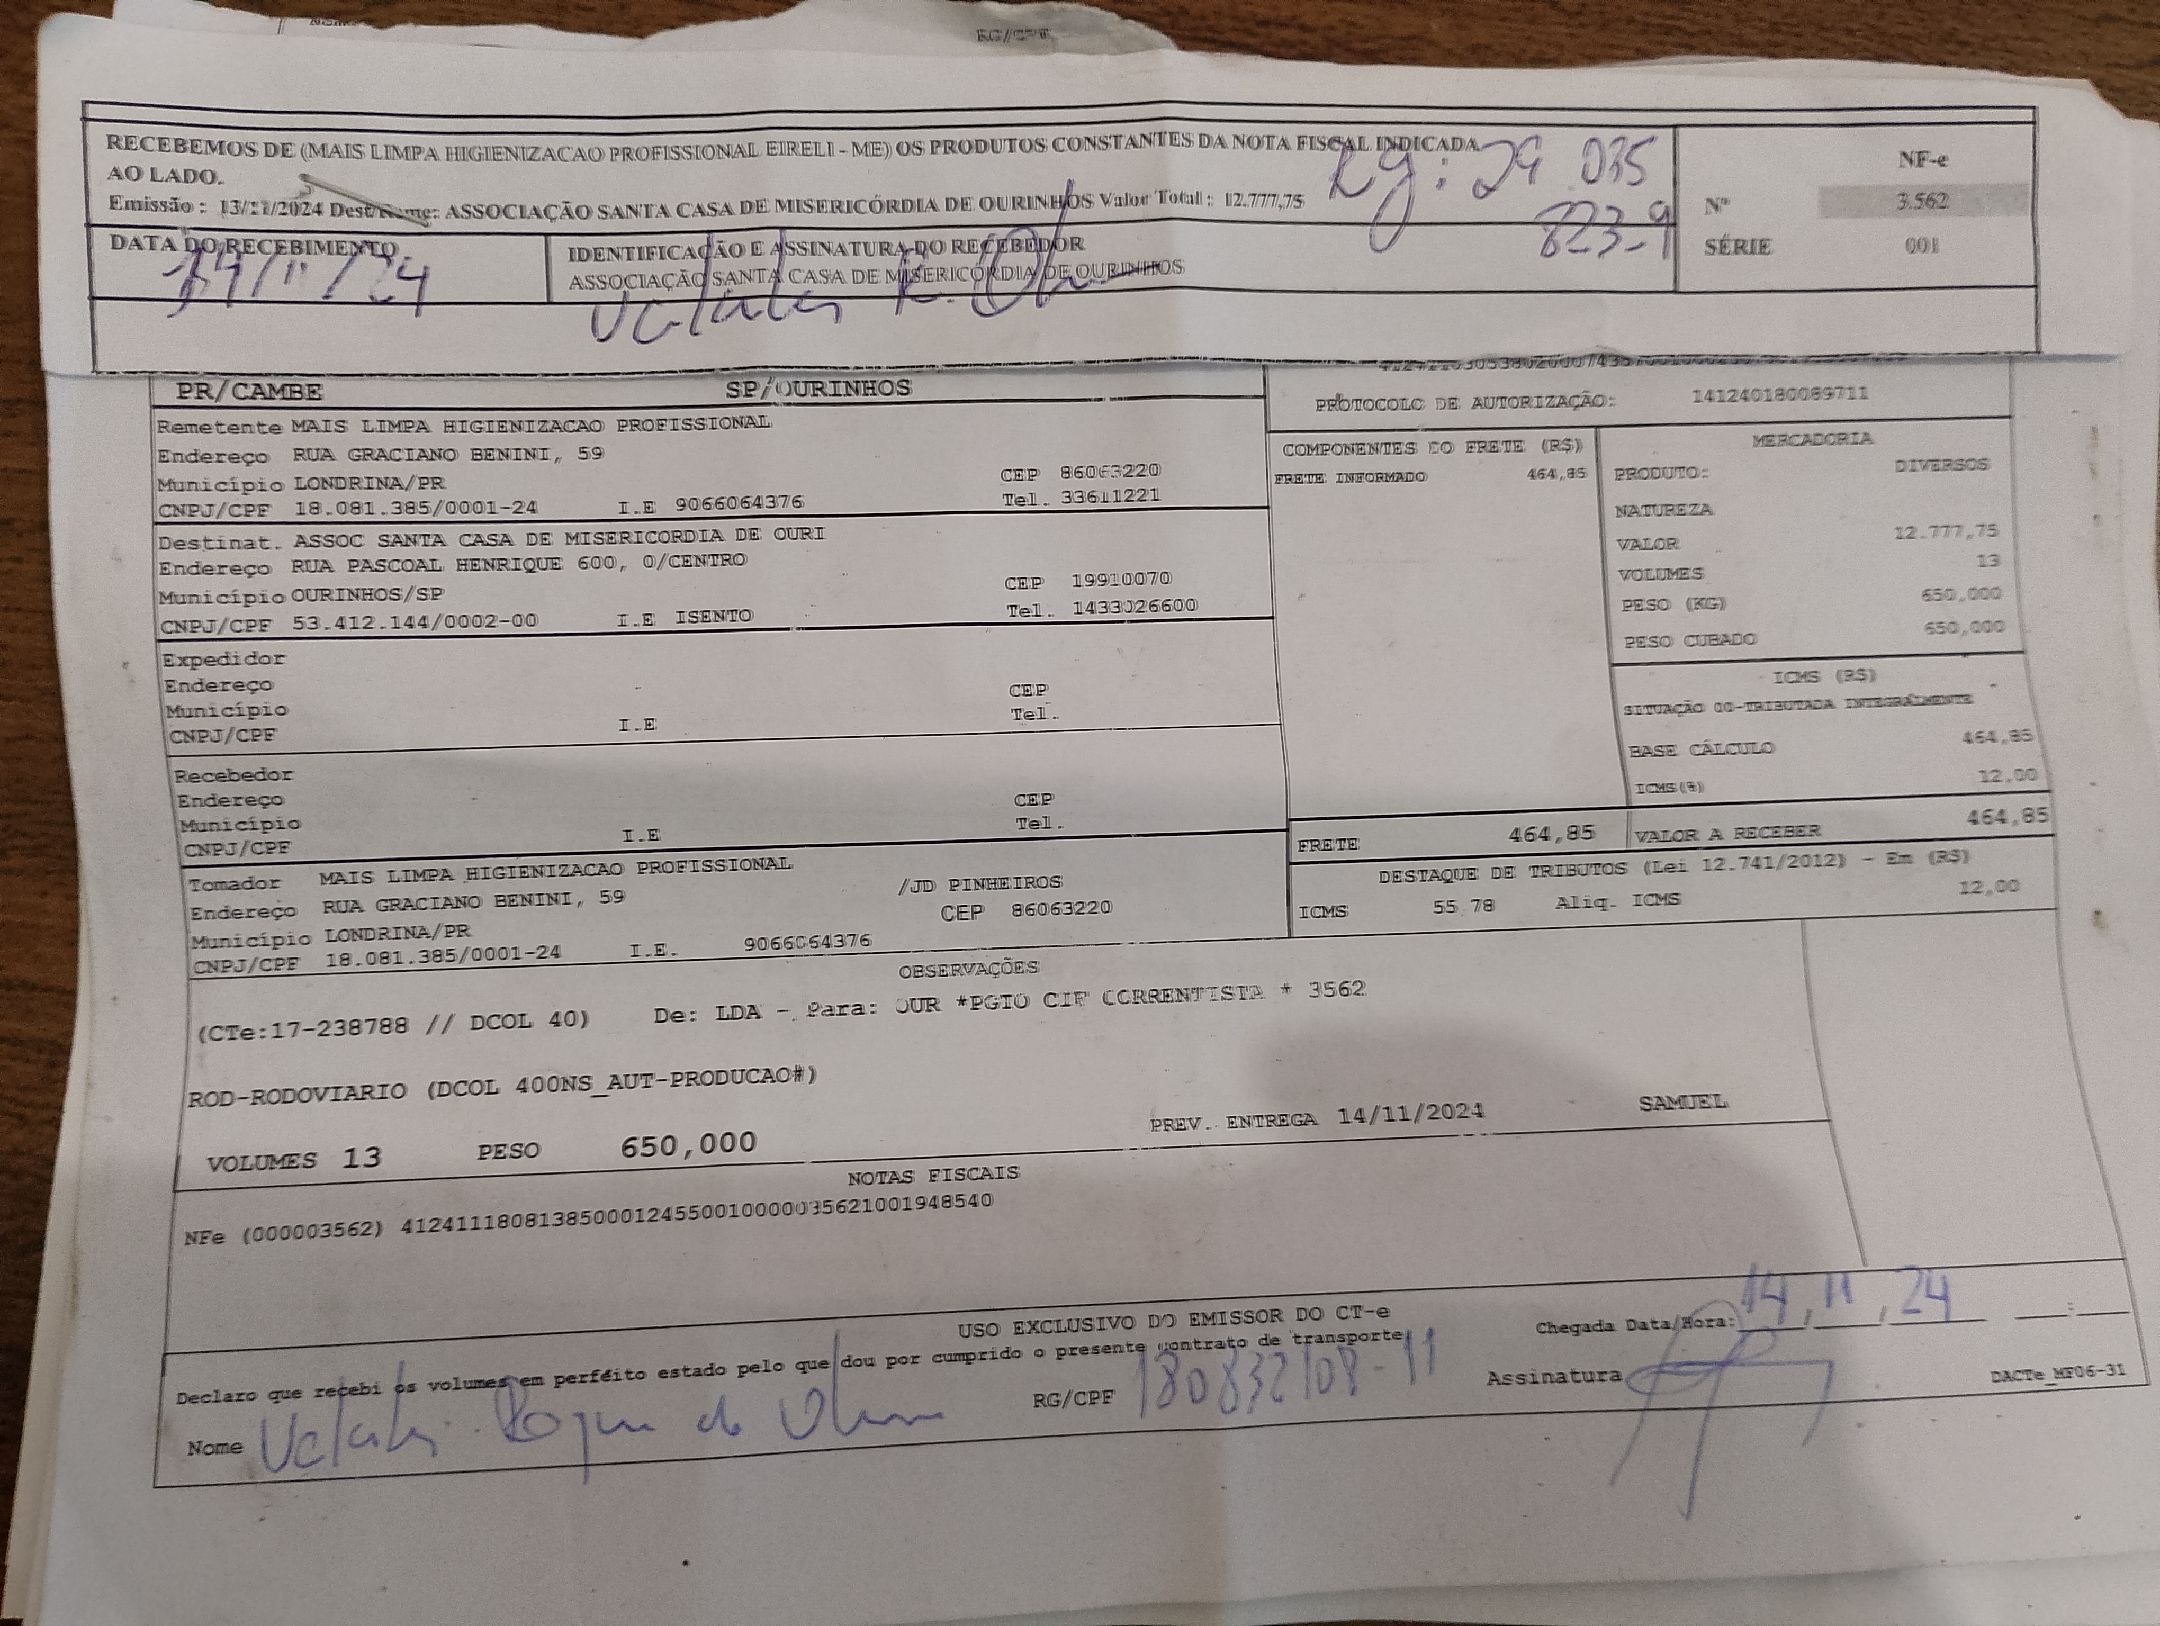 RG/CPF
RECEBEMOS DE (MAIS LIMPA HIGIENIZACAO PROFISSIONAL EIRELI - ME) OS PRODUTOS CONSTANTES DA NOTA FISCAL INDICADA
AO LADO.
Emissão : 13/11/2024 Dest/Reme: ASSOCIAÇÃO SANTA CASA DE MISERICÓRDIA DE OURINHOS Valor Total : 12.777,75
Rg: 29 035
823-9
NF-e
Nº 3.562
SÉRIE 001
DATA DO RECEBIMENTO
14/11/24
IDENTIFICAÇÃO E ASSINATURA DO RECEBEDOR
ASSOCIAÇÃO SANTA CASA DE MISERICÓRDIA DE OURINHOS
PR/CAMBE SP/OURINHOS
PROTOCOLO DE AUTORIZAÇÃO: 141240180089711
Remetente MAIS LIMPA HIGIENIZACAO PROFISSIONAL
Endereço RUA GRACIANO BENINI, 59
Município LONDRINA/PR CEP 86063220
CNPJ/CPF 18.081.385/0001-24 I.E 9066064376 Tel. 33611221
Destinat. ASSOC SANTA CASA DE MISERICORDIA DE OURI
Endereço RUA PASCOAL HENRIQUE 600, 0/CENTRO
Município OURINHOS/SP CEP 19910070
CNPJ/CPF 53.412.144/0002-00 I.E ISENTO Tel. 1433026600
Expedidor
Endereço
Município CEP
CNPJ/CPF I.E Tel.
Recebedor
Endereço
Município CEP
CNPJ/CPF I.E Tel.
Tomador MAIS LIMPA HIGIENIZACAO PROFISSIONAL
Endereço RUA GRACIANO BENINI, 59 /JD PINHEIROS
Município LONDRINA/PR CEP 86063220
CNPJ/CPF 18.081.385/0001-24 I.E. 9066064376
COMPONENTES DO FRETE (R$)
FRETE INFORMADO 464,85
MERCADORIA
PRODUTO: DIVERSOS
NATUREZA
VALOR 12.777,75
VOLUMES 13
PESO (KG) 650,000
PESO CUBADO 650,000
ICMS (R$)
SITUAÇÃO 00-TRIBUTADA INTEGRALMENTE
BASE CÁLCULO 464,85
ICMS(%) 12,00
FRETE 464,85 VALOR A RECEBER 464,85
DESTAQUE DE TRIBUTOS (Lei 12.741/2012) - Em (R$)
ICMS 55,78 Aliq. ICMS 12,00
OBSERVAÇÕES
(CTe:17-238788 // DCOL 40) De: LDA - Para: OUR *PGTO CIF CORRENTISTA * 3562
ROD-RODOVIARIO (DCOL 400NS_AUT-PRODUCAO#)
VOLUMES 13 PESO 650,000 PREV. ENTREGA 14/11/2024 SAMUEL
NOTAS FISCAIS
NFe (000003562) 41241118081385000124550010000035621001948540
USO EXCLUSIVO DO EMISSOR DO CT-e
Declaro que recebi os volumes em perfeito estado pelo que dou por cumprido o presente contrato de transporte
Chegada Data/Hora: 14,11,24 :
Nome
RG/CPF 180832108-11
Assinatura
DACTe_MF06-31